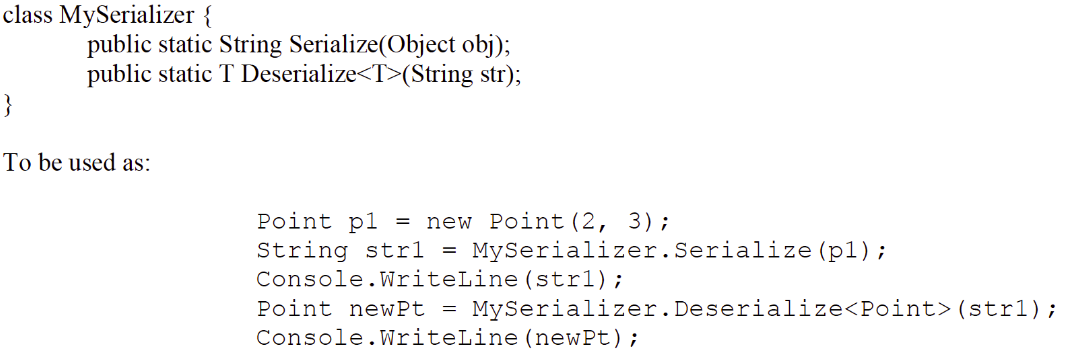 class MySerializer {
public static String Serialize(Object obj);
public static T Deserialize<T>(String str);
}
To be used as:
Point p1 = new Point(2, 3);
String str1 = MySerializer.Serialize(p1);
Console.WriteLine(str1);
Point newPt = MySerializer.Deserialize<Point>(str1);
Console.WriteLine(newPt);